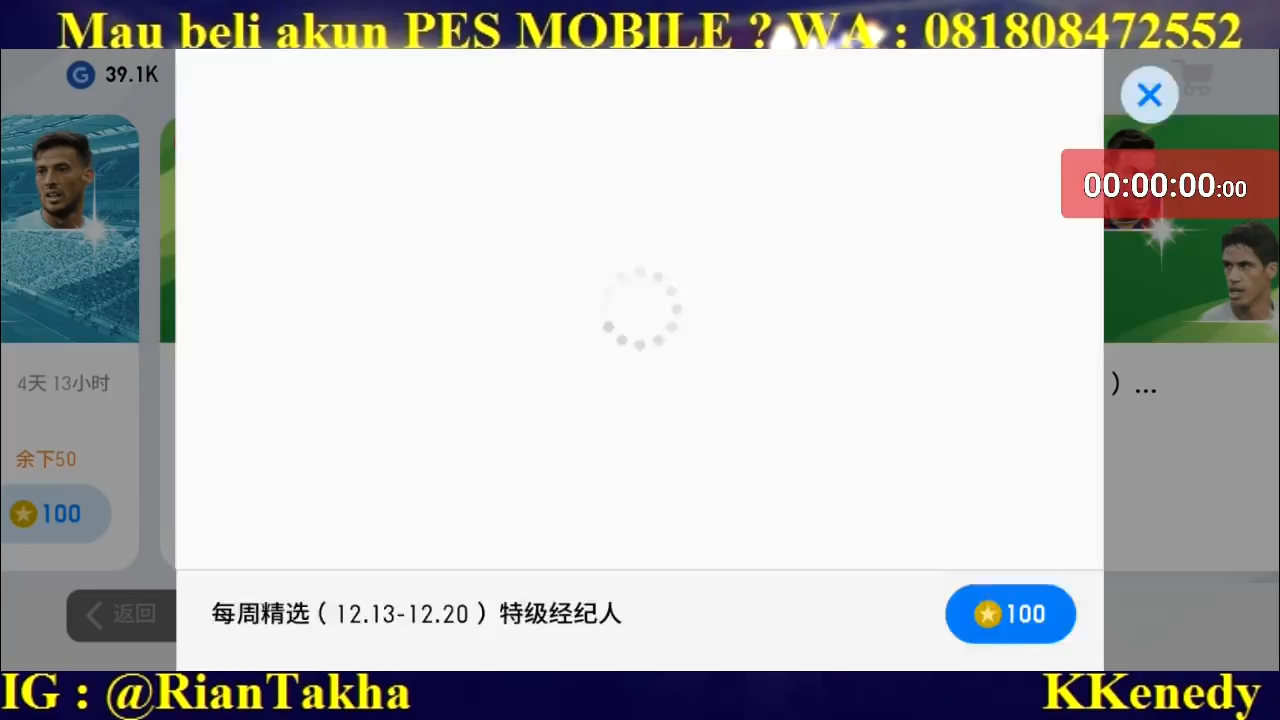 Mau beli akun PES MOBILE ? WA : 081808472552
39.1K
00:00:00:00
4天 13小时
) ...
余下50
100
返回
每周精选 ( 12.13-12.20 ) 特级经纪人
100
IG : @RianTakha
KKenedy